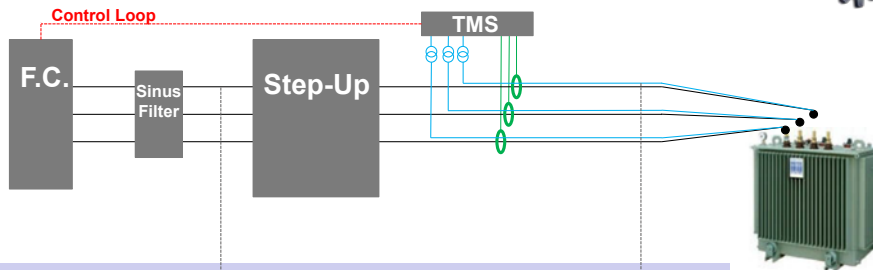 Control Loop
TMS
F.C.
Sinus
Filter
Step-Up